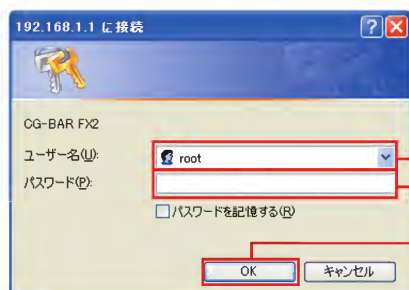 192.168.1.1 に接続
CG-BAR FX2
ユーザー名(U):
root
パスワード(P):
パスワードを記憶する(R)
OK
キャンセル